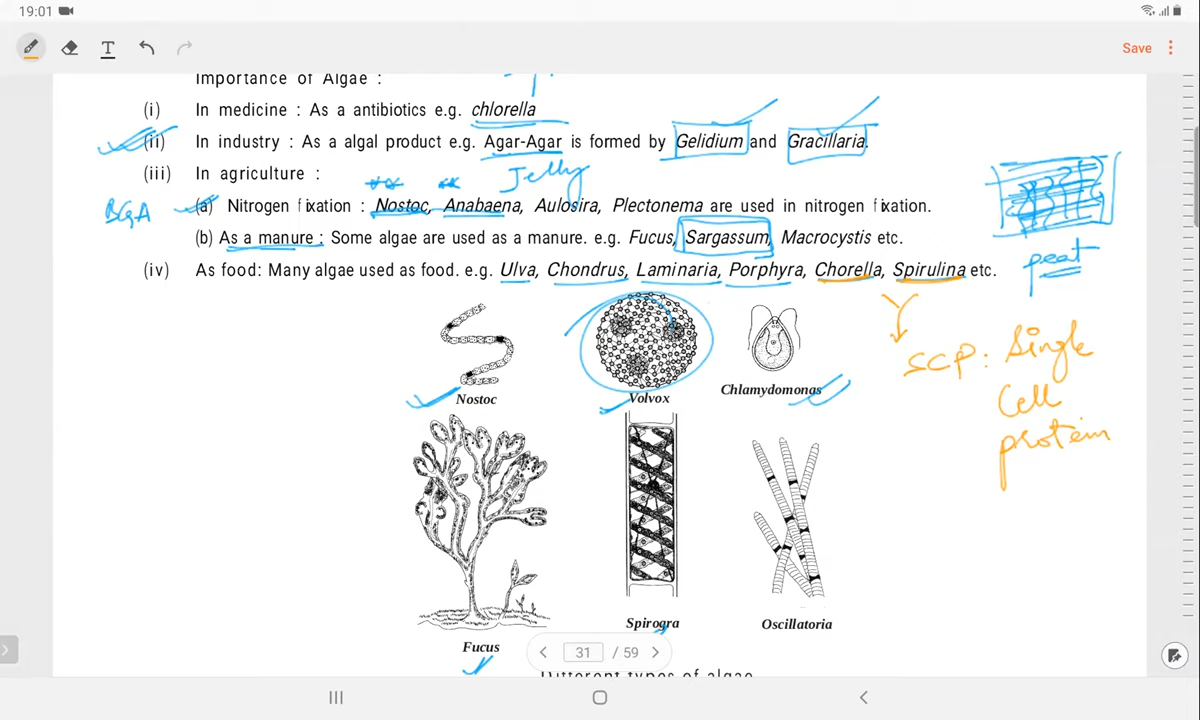 19:01
Save
Importance of Algae :
(i) In medicine : As a antibiotics e.g. chlorella
(ii) In industry : As a algal product e.g. Agar-Agar is formed by Gelidium and Gracillaria.
(iii) In agriculture :
Jelly
BGA (a) Nitrogen fixation : Nostoc, Anabaena, Aulosira, Plectonema are used in nitrogen fixation.
(b) As a manure : Some algae are used as a manure. e.g. Fucus, Sargassum, Macrocystis etc.
peat
(iv) As food: Many algae used as food. e.g. Ulva, Chondrus, Laminaria, Porphyra, Chorella, Spirulina etc.
SCP: Single
Cell
protein
Nostoc Volvox Chlamydomonas
Fucus Spirogra Oscillatoria
31 / 59
Different types of algae